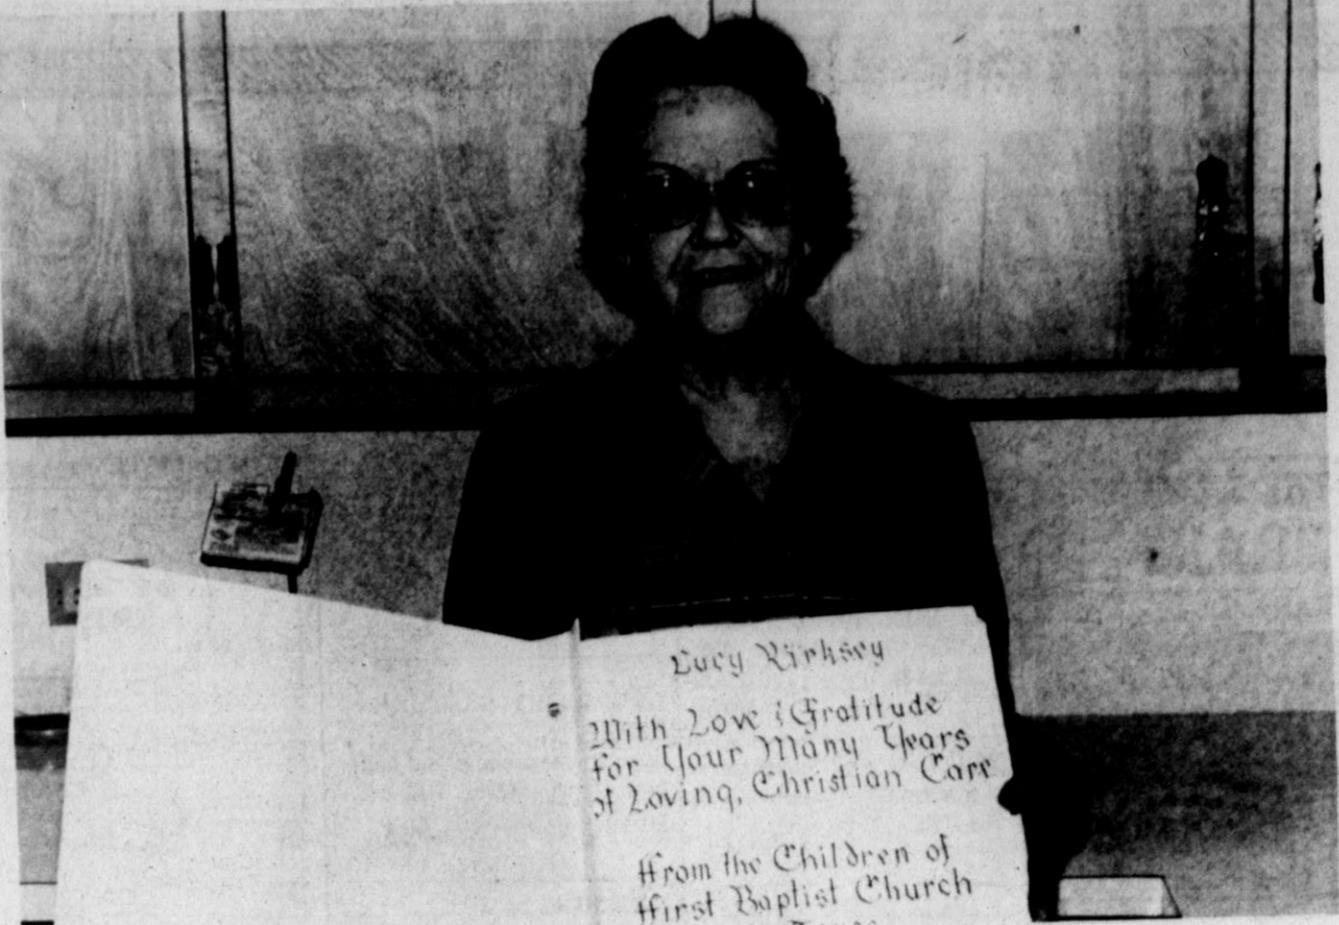 Lucy Kirksey
With Love & Gratitude
for Your Many Years
of Loving, Christian Care
From the Children of
First Baptist Church